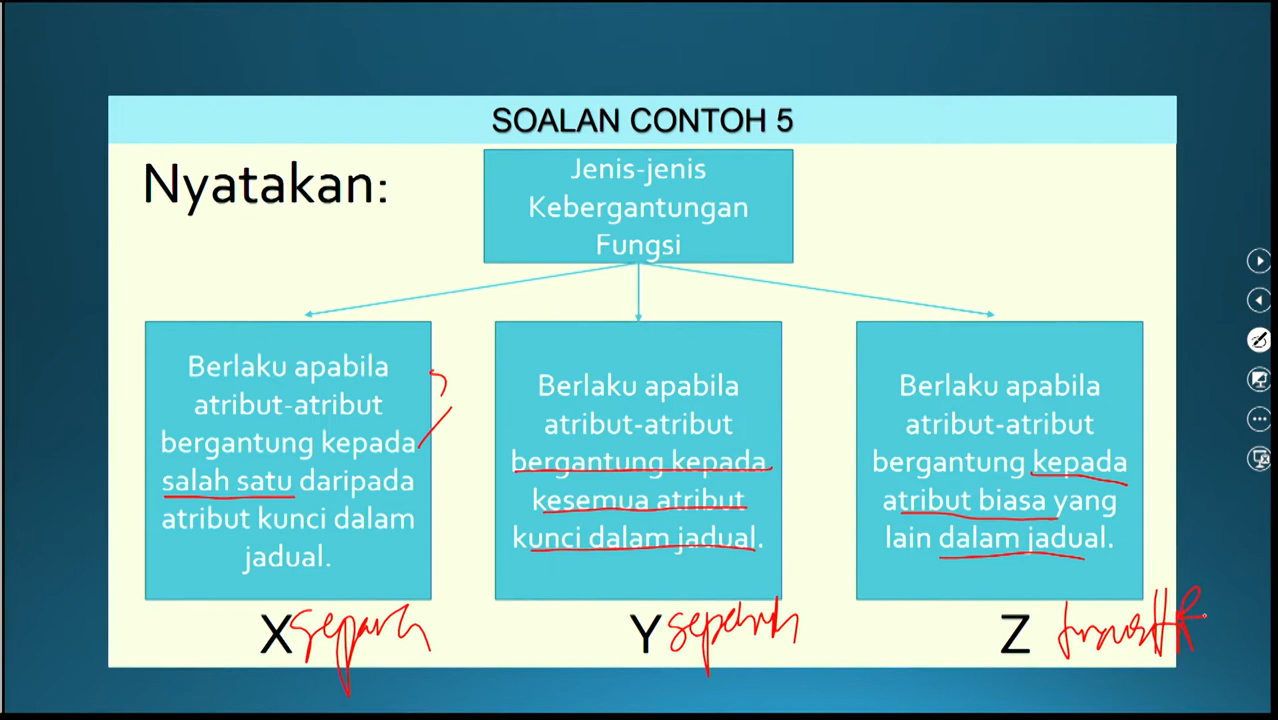 SOALAN CONTOH 5
Nyatakan:
Jenis-jenis
Kebergantungan
Fungsi
Berlaku apabila
atribut-atribut
bergantung kepada
salah satu daripada
atribut kunci dalam
jadual.
Berlaku apabila
atribut-atribut
bergantung kepada
kesemua atribut
kunci dalam jadual.
Berlaku apabila
atribut-atribut
bergantung kepada
atribut biasa yang
lain dalam jadual.
X separa
Y sepenuh
Z